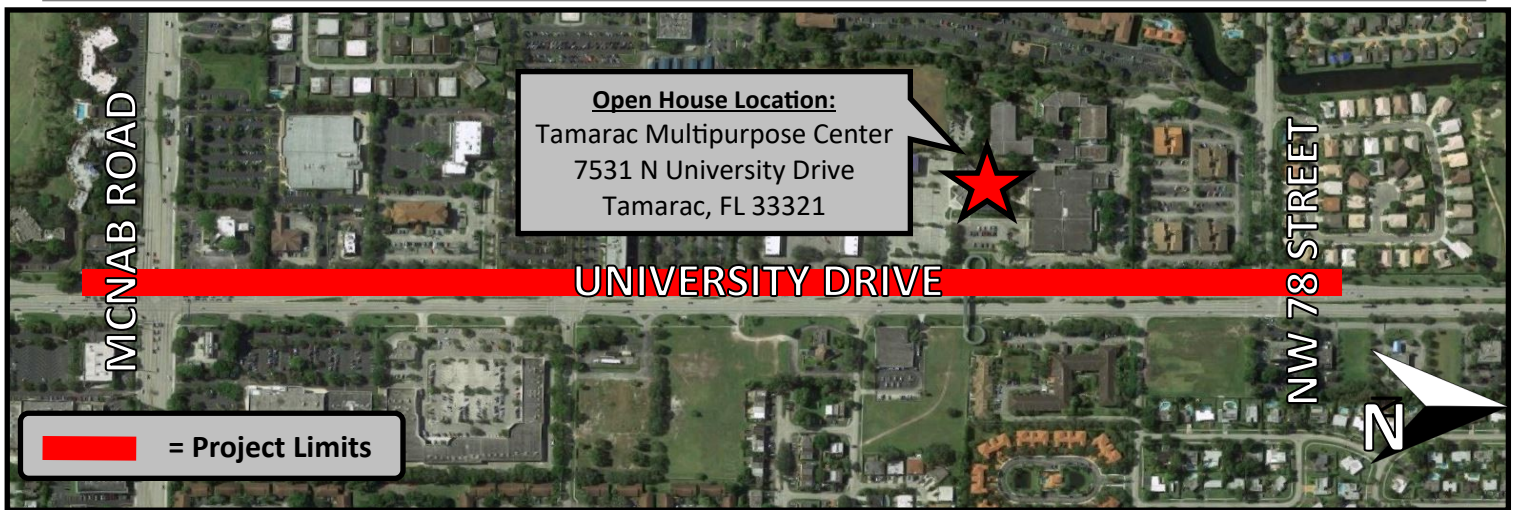 Open House Location:
Tamarac Multipurpose Center
7531 N University Drive
Tamarac, FL 33321
MCNAB ROAD
UNIVERSITY DRIVE
NW 78 STREET
= Project Limits
N